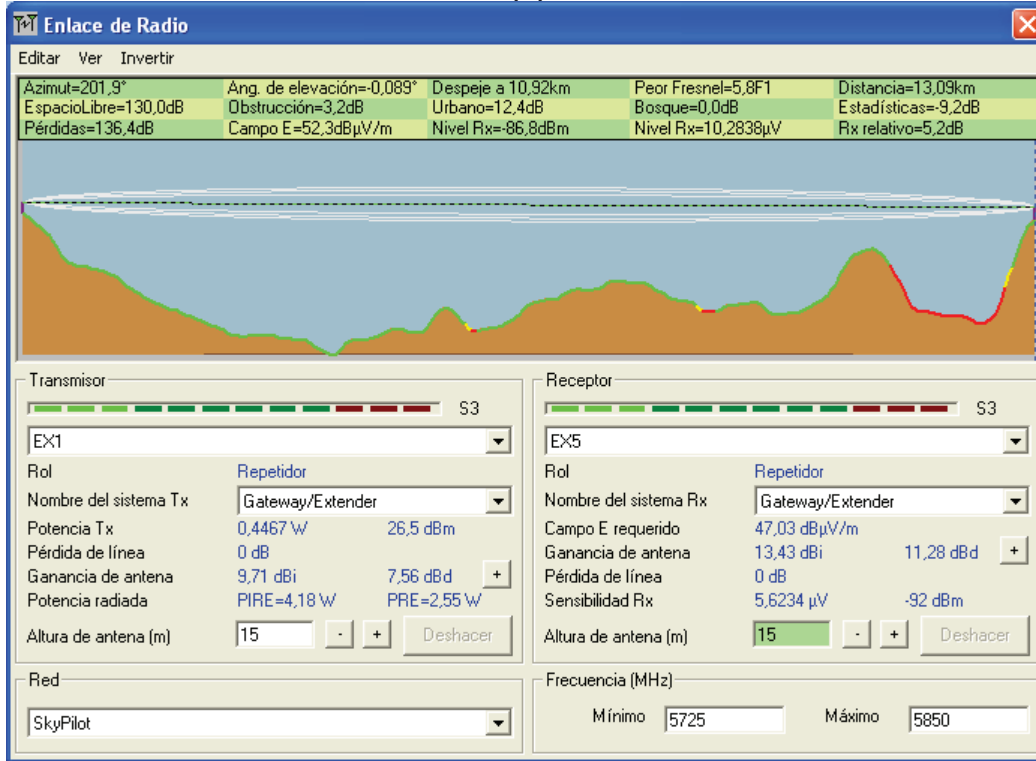 Enlace de Radio
Editar Ver Invertir
Azimut=201,9° Ang. de elevación=-0,089° Despeje a 10,92km Peor Fresnel=5,8F1 Distancia=13,09km
EspacioLibre=130,0dB Obstrucción=3,2dB Urbano=12,4dB Bosque=0,0dB Estadísticas=-9,2dB
Pérdidas=136,4dB Campo E=52,3dBµV/m Nivel Rx=-86,8dBm Nivel Rx=10,2838µV Rx relativo=5,2dB
Transmisor
S3
EX1
Rol Repetidor
Nombre del sistema Tx Gateway/Extender
Potencia Tx 0,4467 W 26,5 dBm
Pérdida de línea 0 dB
Ganancia de antena 9,71 dBi 7,56 dBd +
Potencia radiada PIRE=4,18 W PRE=2,55 W
Altura de antena (m) 15 - + Deshacer
Receptor
S3
EX5
Rol Repetidor
Nombre del sistema Rx Gateway/Extender
Campo E requerido 47,03 dBµV/m
Ganancia de antena 13,43 dBi 11,28 dBd +
Pérdida de línea 0 dB
Sensibilidad Rx 5,6234 µV -92 dBm
Altura de antena (m) 15 - + Deshacer
Red
SkyPilot
Frecuencia (MHz)
Mínimo 5725 Máximo 5850